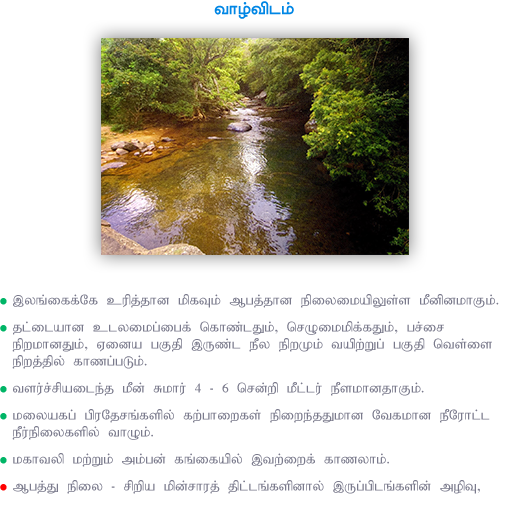 வாழ்விடம்
● இலங்கைக்கே உரித்தான மிகவும் ஆபத்தான நிலைமையிலுள்ள மீனினமாகும்.
● தட்டையான உடலமைப்பைக் கொண்டதும், செழுமைமிக்கதும், பச்சை
நிறமானதும், ஏனைய பகுதி இருண்ட நீல நிறமும் வயிற்றுப் பகுதி வெள்ளை
நிறத்தில் காணப்படும்.
● வளர்ச்சியடைந்த மீன் சுமார் 4 - 6 சென்றி மீட்டர் நீளமானதாகும்.
● மலையகப் பிரதேசங்களில் கற்பாறைகள் நிறைந்ததுமான வேகமான நீரோட்ட
நீர்நிலைகளில் வாழும்.
● மகாவலி மற்றும் அம்பன் கங்கையில் இவற்றைக் காணலாம்.
● ஆபத்து நிலை - சிறிய மின்சாரத் திட்டங்களினால் இருப்பிடங்களின் அழிவு,